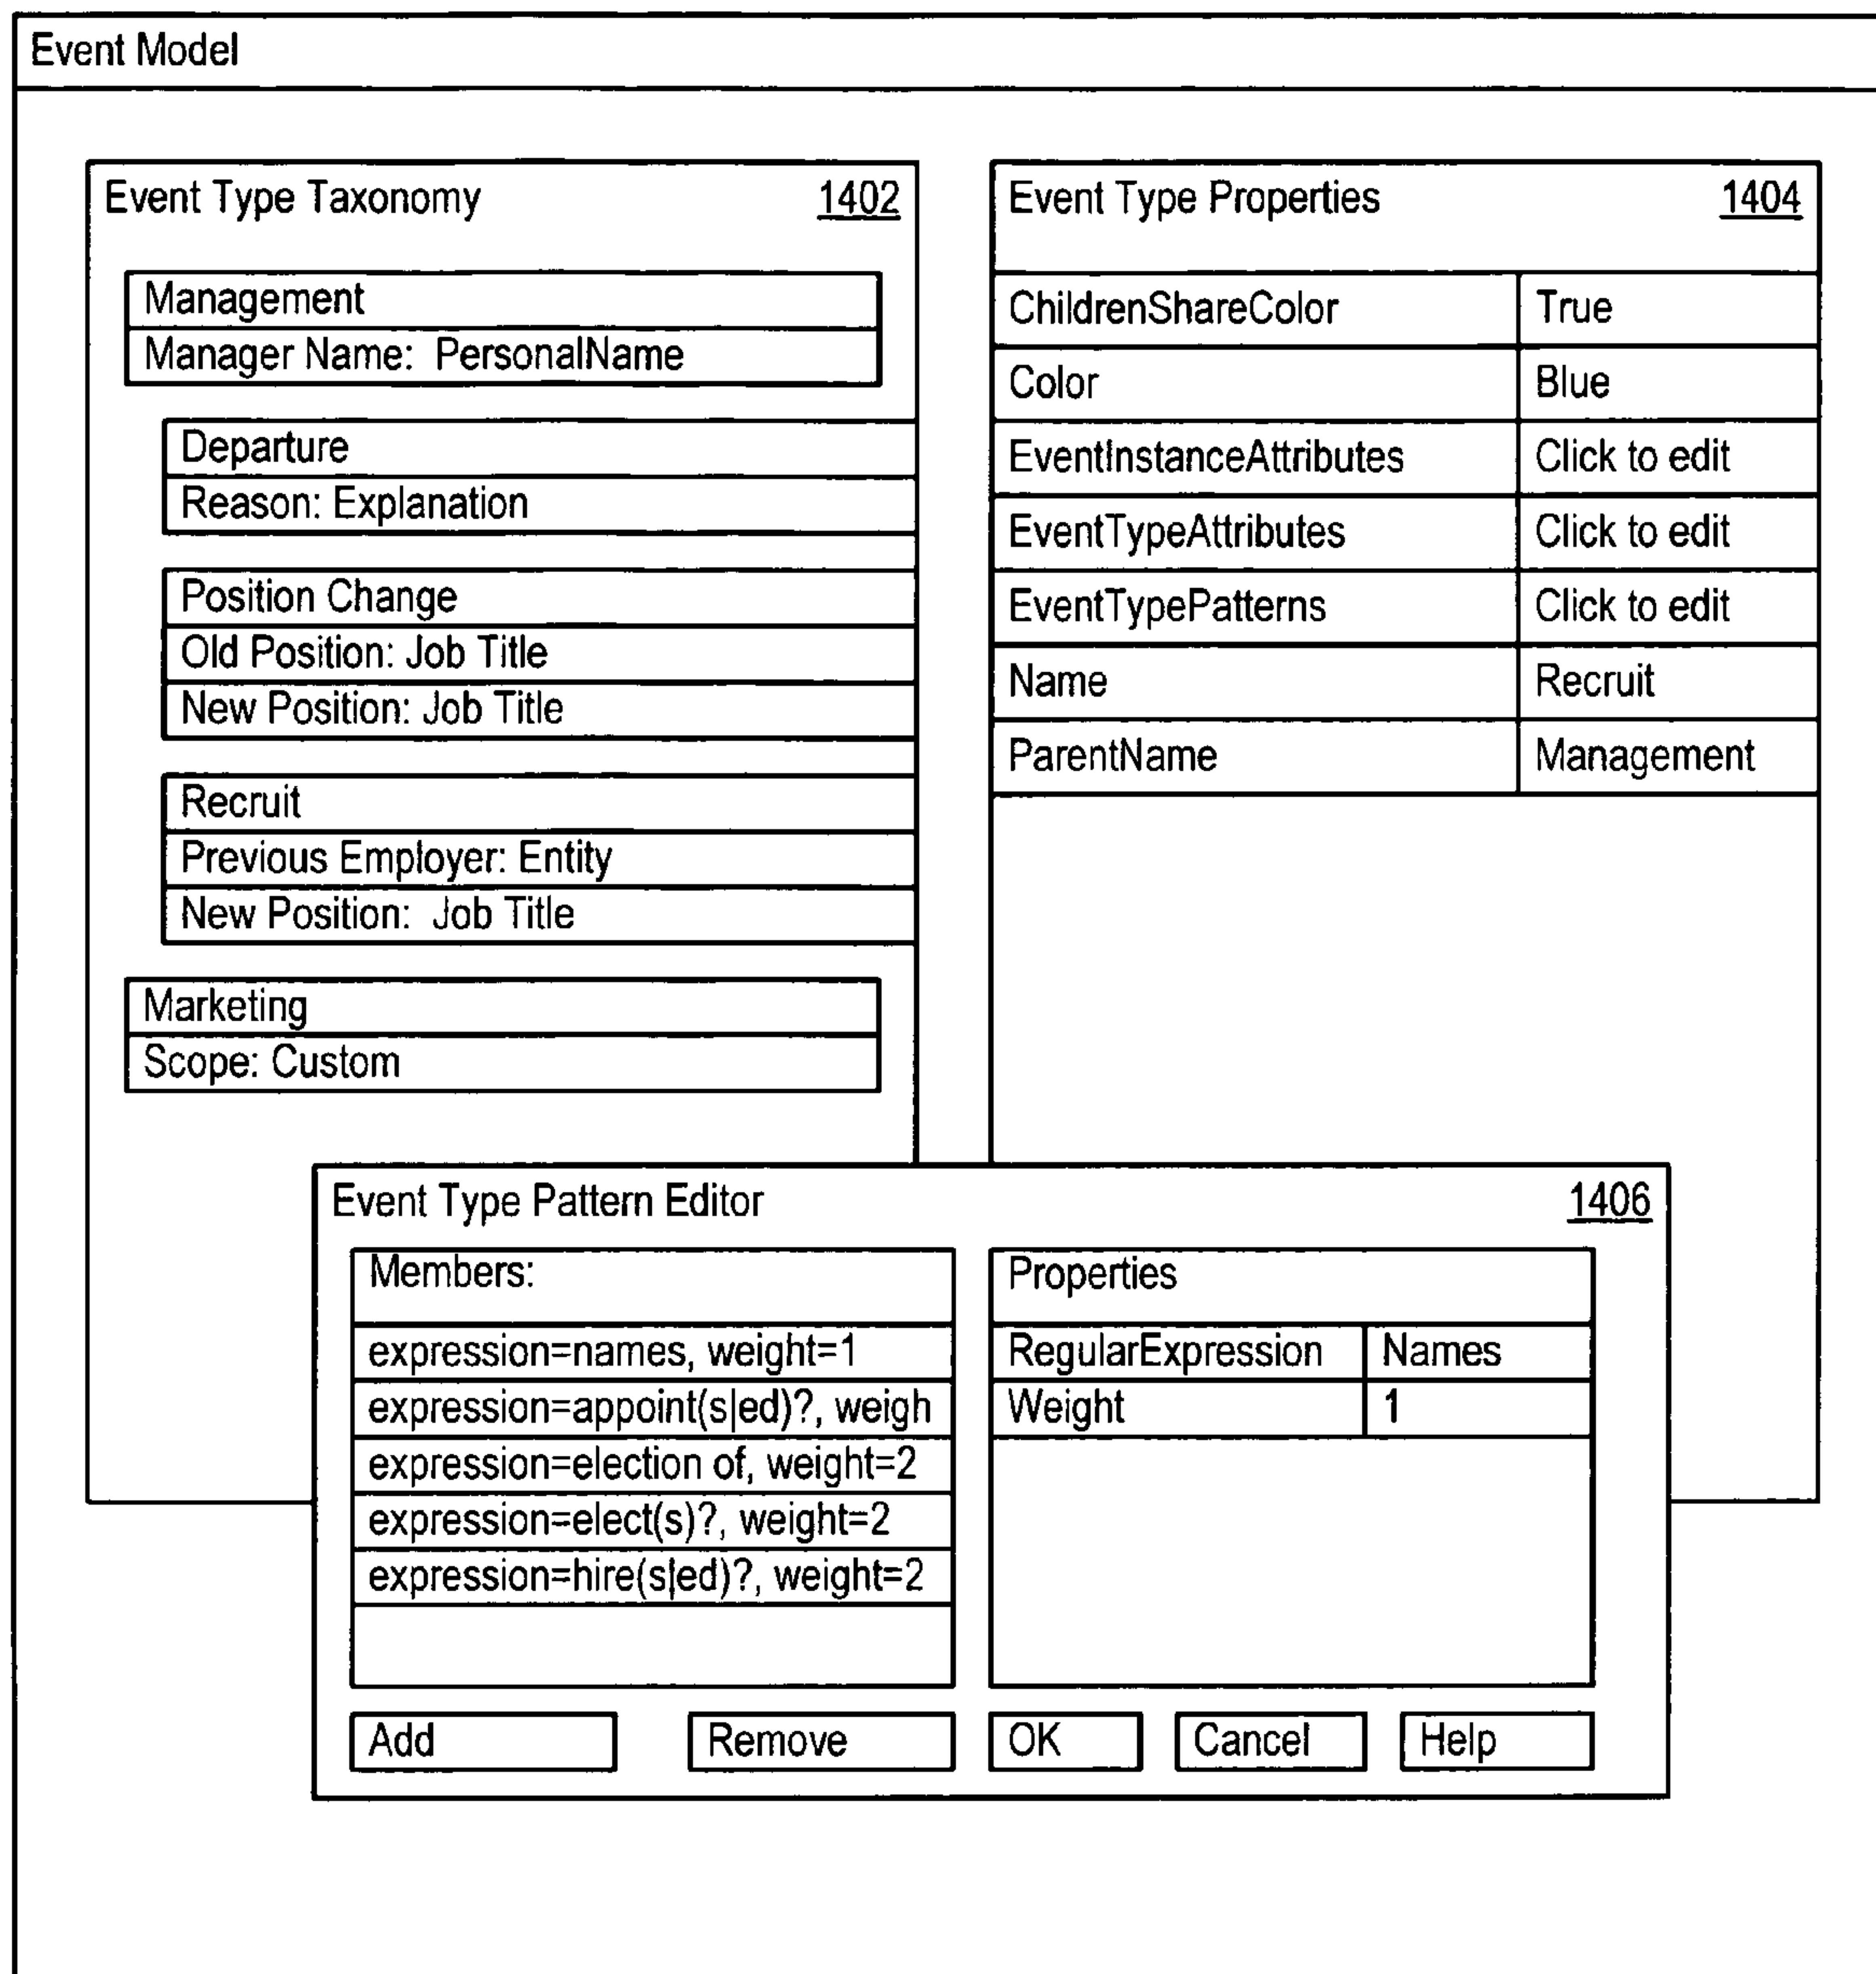 Event Model
Event Type Taxonomy 1402
Management
Manager Name: PersonalName
Departure
Reason: Explanation
Position Change
Old Position: Job Title
New Position: Job Title
Recruit
Previous Employer: Entity
New Position: Job Title
Marketing
Scope: Custom
Event Type Properties 1404
ChildrenShareColor True
Color Blue
EventInstanceAttributes Click to edit
EventTypeAttributes Click to edit
EventTypePatterns Click to edit
Name Recruit
ParentName Management
Event Type Pattern Editor 1406
Members:
expression=names, weight=1
expression=appoint(s|ed)?, weigh
expression=election of, weight=2
expression=elect(s)?, weight=2
expression=hire(s|ed)?, weight=2
Properties
RegularExpression Names
Weight 1
Add Remove OK Cancel Help